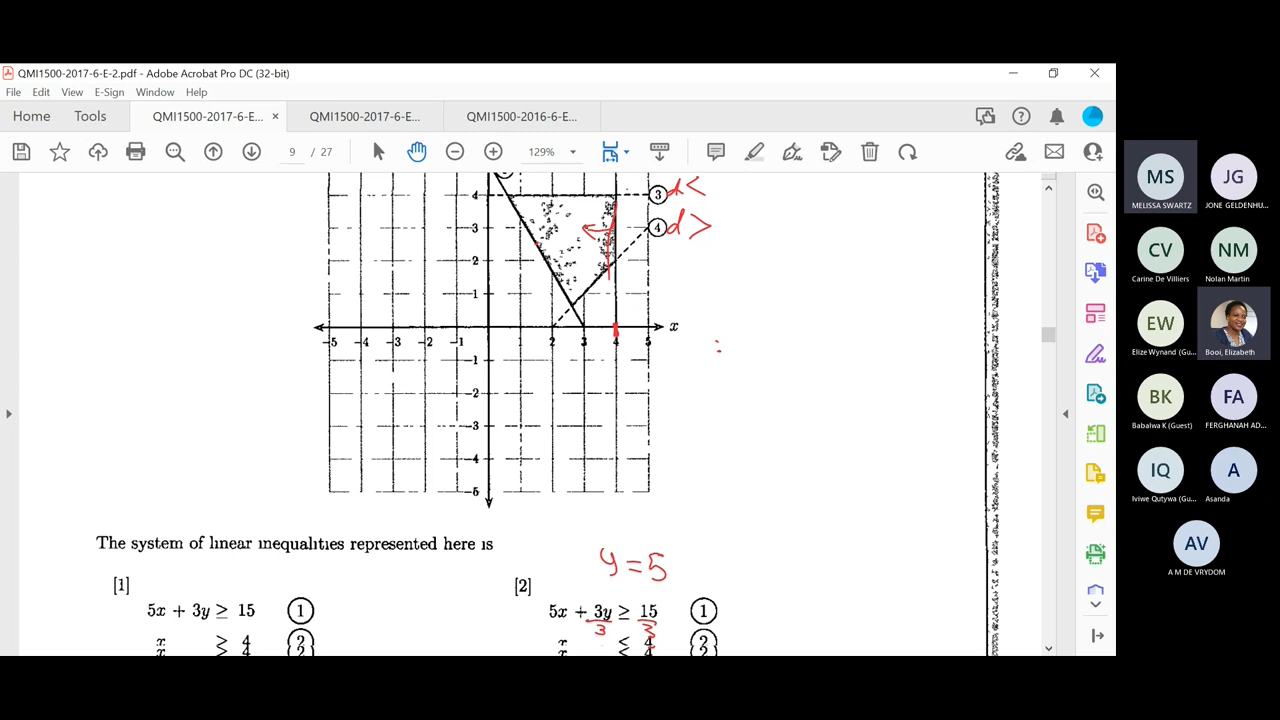 QMI1500-2017-6-E-2.pdf - Adobe Acrobat Pro DC (32-bit)
File Edit View E-Sign Window Help
Home Tools QMI1500-2017-6-E... × QMI1500-2017-6-E... QMI1500-2016-6-E...
9 / 27 129%
4 3 d<
3 4 d>
2
1
x
-5 -4 -3 -2 -1 2 3 4 5
-1
-2
-3
-4
-5
The system of linear inequalities represented here is
y = 5
[1] [2]
5x + 3y ≥ 15 1 5x + 3y ≥ 15 1
3 3
x ≥ 4 2 x ≤ 4 2
MS JG
MELISSA SWARTZ JONE GELDENHU...
CV NM
Carine De Villiers Nolan Martin
EW
Elize Wynand (Gu... Booi, Elizabeth
BK FA
Babalwa K (Guest) FERGHANAH AD...
IQ A
Iviwe Qutywa (Gu... Asanda
AV
A M DE VRYDOM